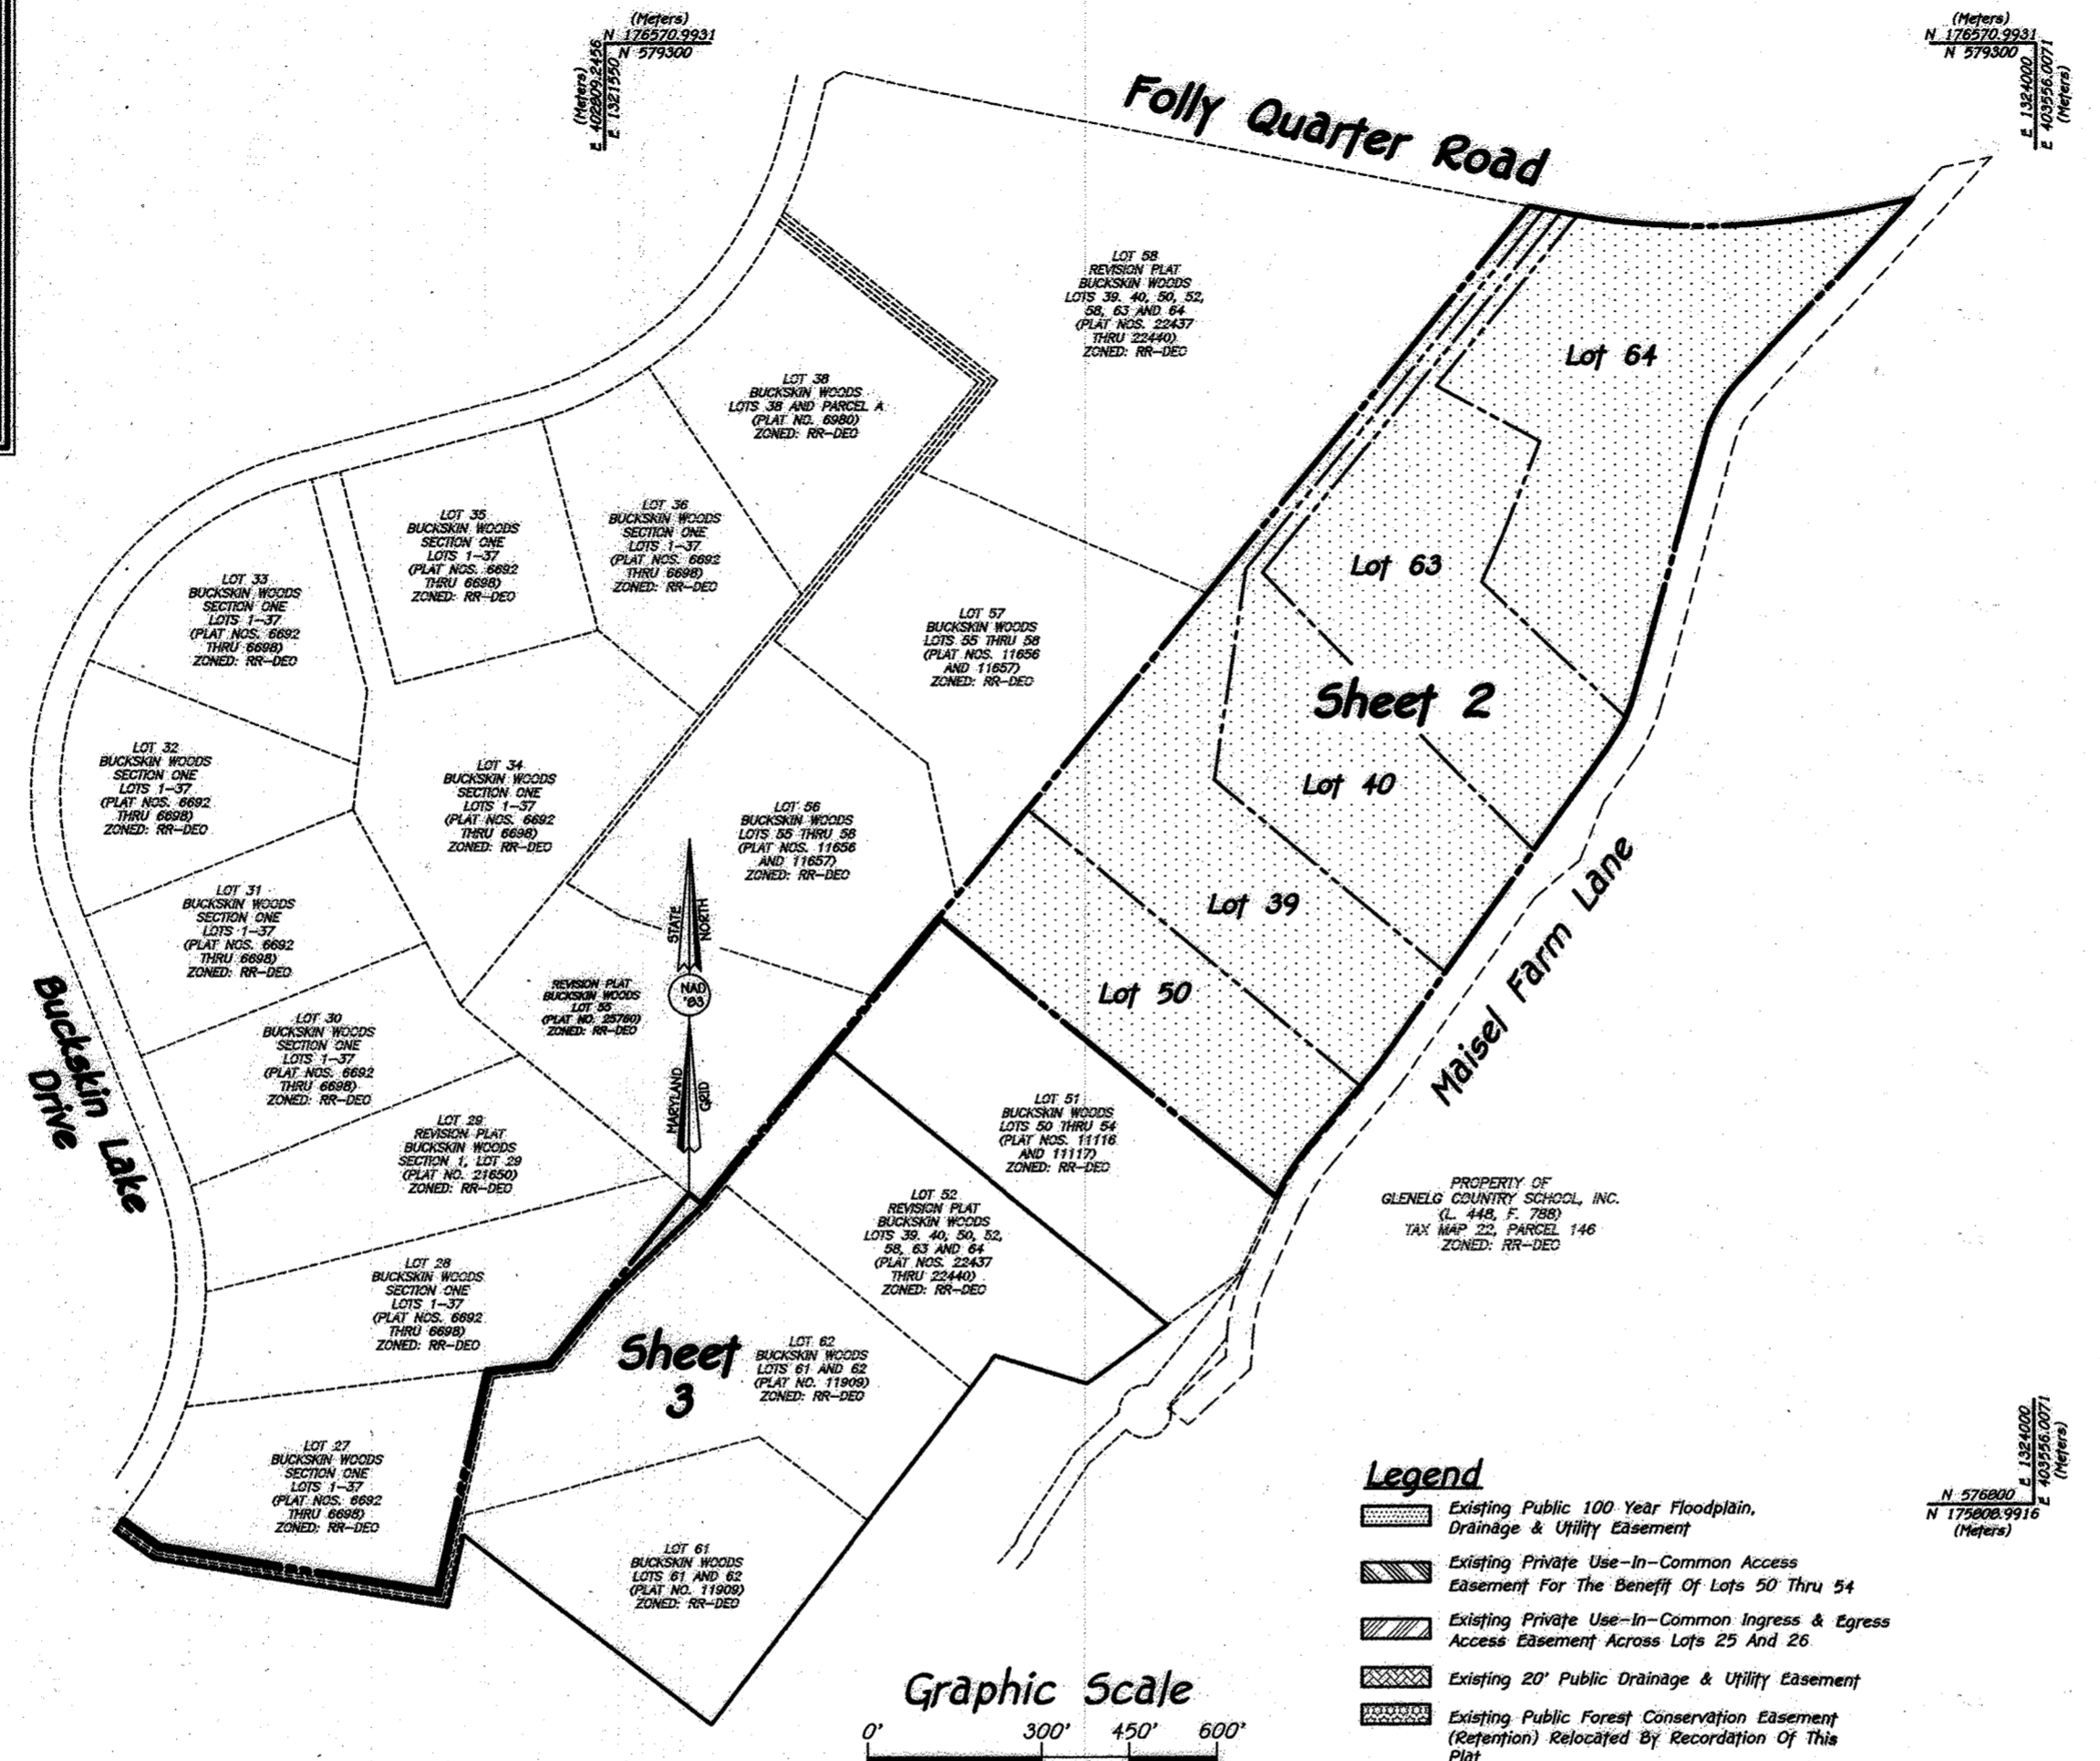 (Meters)
N 176570.9931
N 579300
(Meters)
E 402809.2456
E 1321550
(Meters)
N 176570.9931
N 579300
E 1324000
E 403556.0071
(Meters)
Folly Quarter Road
LOT 58
REVISION PLAT
BUCKSKIN WOODS
LOTS 39. 40, 50, 52,
58, 63 AND 64
(PLAT NOS. 22437
THRU 22440)
ZONED: RR-DEO
Lot 64
LOT 38
BUCKSKIN WOODS
LOTS 38 AND PARCEL A
(PLAT NO. 6980)
ZONED: RR-DEO
LOT 36
BUCKSKIN WOODS
SECTION ONE
LOTS 1-37
(PLAT NOS. 6692
THRU 6698)
ZONED: RR-DEO
LOT 35
BUCKSKIN WOODS
SECTION ONE
LOTS 1-37
(PLAT NOS. 6692
THRU 6698)
ZONED: RR-DEO
LOT 33
BUCKSKIN WOODS
SECTION ONE
LOTS 1-37
(PLAT NOS. 6692
THRU 6698)
ZONED: RR-DEO
Lot 63
LOT 57
BUCKSKIN WOODS
LOTS 55 THRU 58
(PLAT NOS. 11656
AND 11657)
ZONED: RR-DEO
Sheet 2
LOT 32
BUCKSKIN WOODS
SECTION ONE
LOTS 1-37
(PLAT NOS. 6692
THRU 6698)
ZONED: RR-DEO
LOT 34
BUCKSKIN WOODS
SECTION ONE
LOTS 1-37
(PLAT NOS. 6692
THRU 6698)
ZONED: RR-DEO
LOT 56
BUCKSKIN WOODS
LOTS 55 THRU 58
(PLAT NOS. 11656
AND 11657)
ZONED: RR-DEO
Lot 40
Lot 39
LOT 31
BUCKSKIN WOODS
SECTION ONE
LOTS 1-37
(PLAT NOS. 6692
THRU 6698)
ZONED: RR-DEO
STATE NORTH
NAD
'83
MARYLAND GRID
REVISION PLAT
BUCKSKIN WOODS
LOT 55
(PLAT NO. 25760)
ZONED: RR-DEO
Lot 50
Maisel Farm Lane
Buckskin Lake
Drive
LOT 30
BUCKSKIN WOODS
SECTION ONE
LOTS 1-37
(PLAT NOS. 6692
THRU 6698)
ZONED: RR-DEO
LOT 51
BUCKSKIN WOODS
LOTS 50 THRU 54
(PLAT NOS. 11116
AND 11117)
ZONED: RR-DEO
LOT 29
REVISION PLAT
BUCKSKIN WOODS
SECTION 1, LOT 29
(PLAT NO. 21650)
ZONED: RR-DEO
LOT 52
REVISION PLAT
BUCKSKIN WOODS
LOTS 39. 40, 50, 52,
58, 63 AND 64
(PLAT NOS. 22437
THRU 22440)
ZONED: RR-DEO
PROPERTY OF
GLENELG COUNTRY SCHOOL, INC.
(L. 448, F. 788)
TAX MAP 22, PARCEL 146
ZONED: RR-DEO
LOT 28
BUCKSKIN WOODS
SECTION ONE
LOTS 1-37
(PLAT NOS. 6692
THRU 6698)
ZONED: RR-DEO
Sheet
3
LOT 62
BUCKSKIN WOODS
LOTS 61 AND 62
(PLAT NO. 11909)
ZONED: RR-DEO
LOT 27
BUCKSKIN WOODS
SECTION ONE
LOTS 1-37
(PLAT NOS. 6692
THRU 6698)
ZONED: RR-DEO
LOT 61
BUCKSKIN WOODS
LOTS 61 AND 62
(PLAT NO. 11909)
ZONED: RR-DEO
E 1324000
E 403556.0071
(Meters)
N 576800
N 175808.9916
(Meters)
Legend
Existing Public 100 Year Floodplain,
Drainage & Utility Easement
Existing Private Use-In-Common Access
Easement For The Benefit Of Lots 50 Thru 54
Existing Private Use-In-Common Ingress & Egress
Access Easement Across Lots 25 And 26
Existing 20' Public Drainage & Utility Easement
Existing Public Forest Conservation Easement
(Retention) Relocated By Recordation Of This
Plat
Graphic Scale
0' 300' 450' 600'